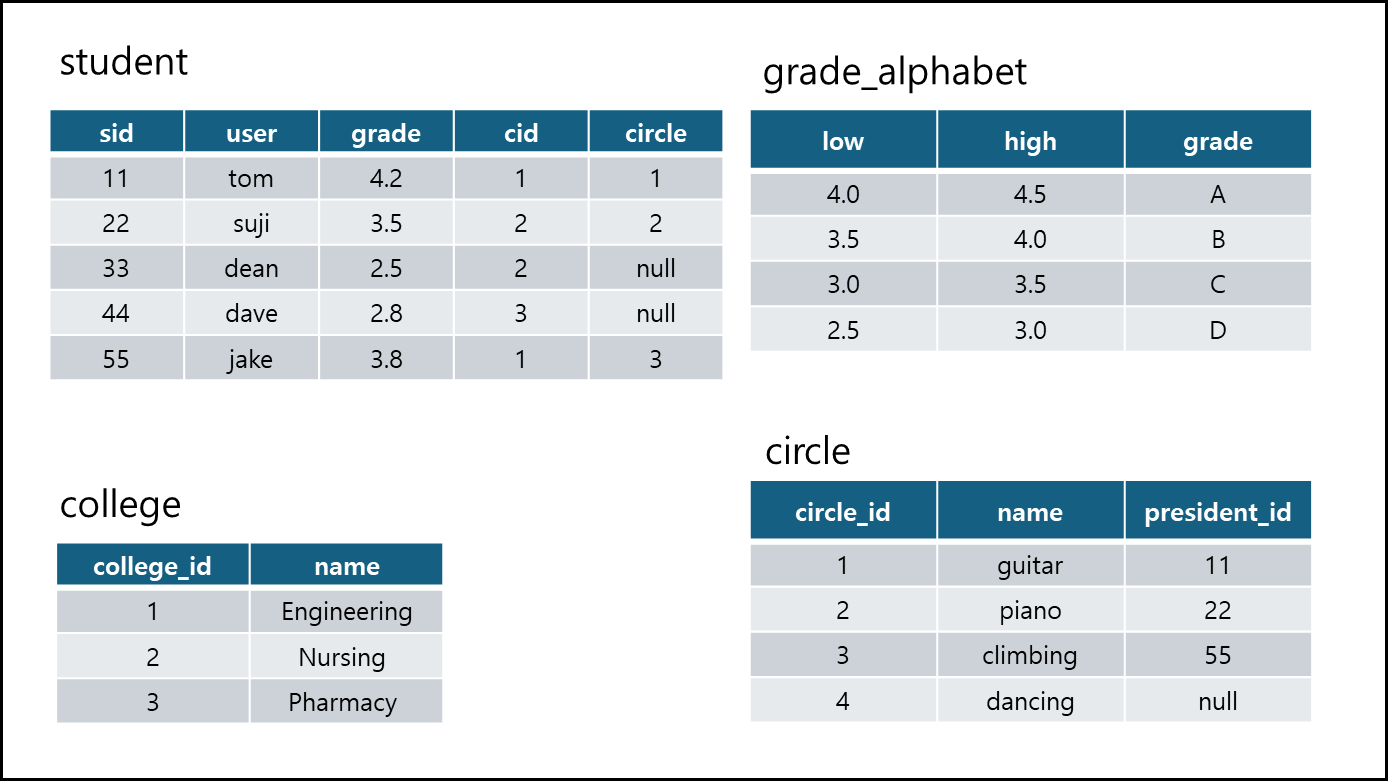 student
sid user grade cid circle
11 tom 4.2 1 1
22 suji 3.5 2 2
33 dean 2.5 2 null
44 dave 2.8 3 null
55 jake 3.8 1 3
grade_alphabet
low high grade
4.0 4.5 A
3.5 4.0 B
3.0 3.5 C
2.5 3.0 D
college
college_id name
1 Engineering
2 Nursing
3 Pharmacy
circle
circle_id name president_id
1 guitar 11
2 piano 22
3 climbing 55
4 dancing null